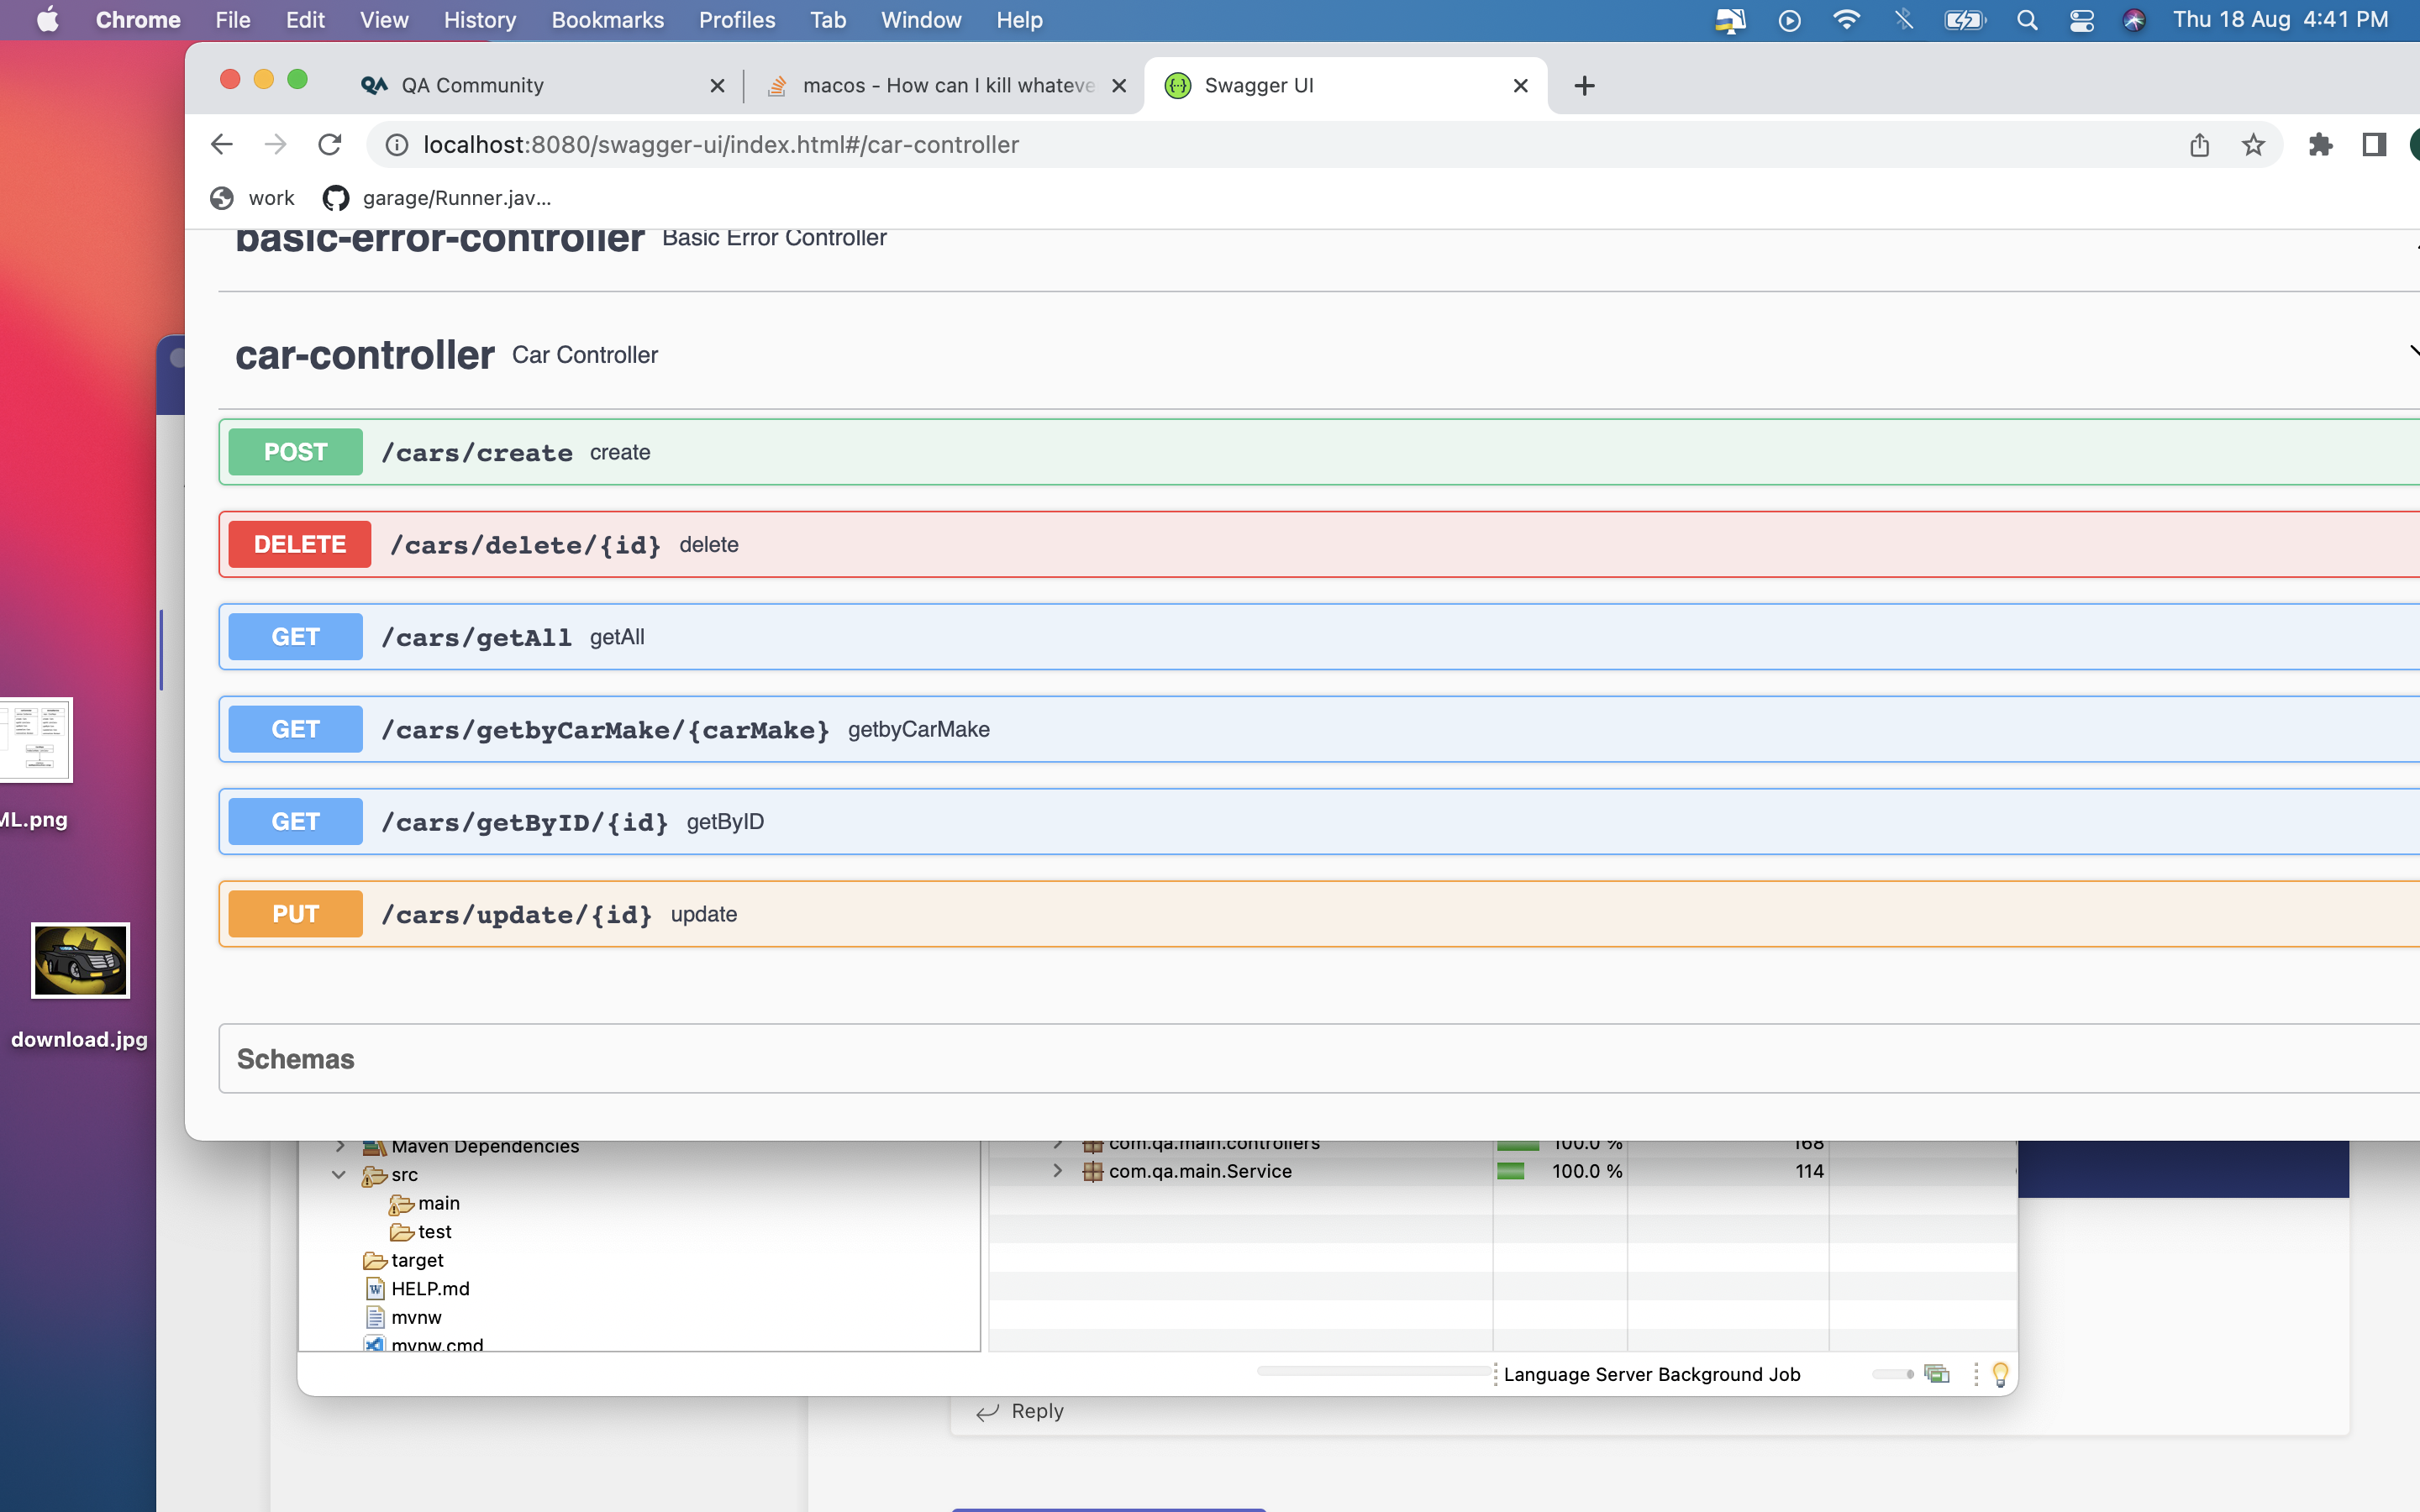 Chrome File Edit View History Bookmarks Profiles Tab Window Help Thu 18 Aug 4:41 PM
QA QA Community macos - How can I kill whateve Swagger UI
localhost:8080/swagger-ui/index.html#/car-controller
work garage/Runner.jav...
basic-error-controller Basic Error Controller
car-controller Car Controller
POST /cars/create create
DELETE /cars/delete/{id} delete
GET /cars/getAll getAll
GET /cars/getbyCarMake/{carMake} getbyCarMake
GET /cars/getByID/{id} getByID
PUT /cars/update/{id} update
Schemas
ML.png
download.jpg
Maven Dependencies
src
main
test
target
HELP.md
mvnw
mvnw.cmd
com.qa.main.controllers 100.0 % 168
com.qa.main.Service 100.0 % 114
Language Server Background Job
Reply